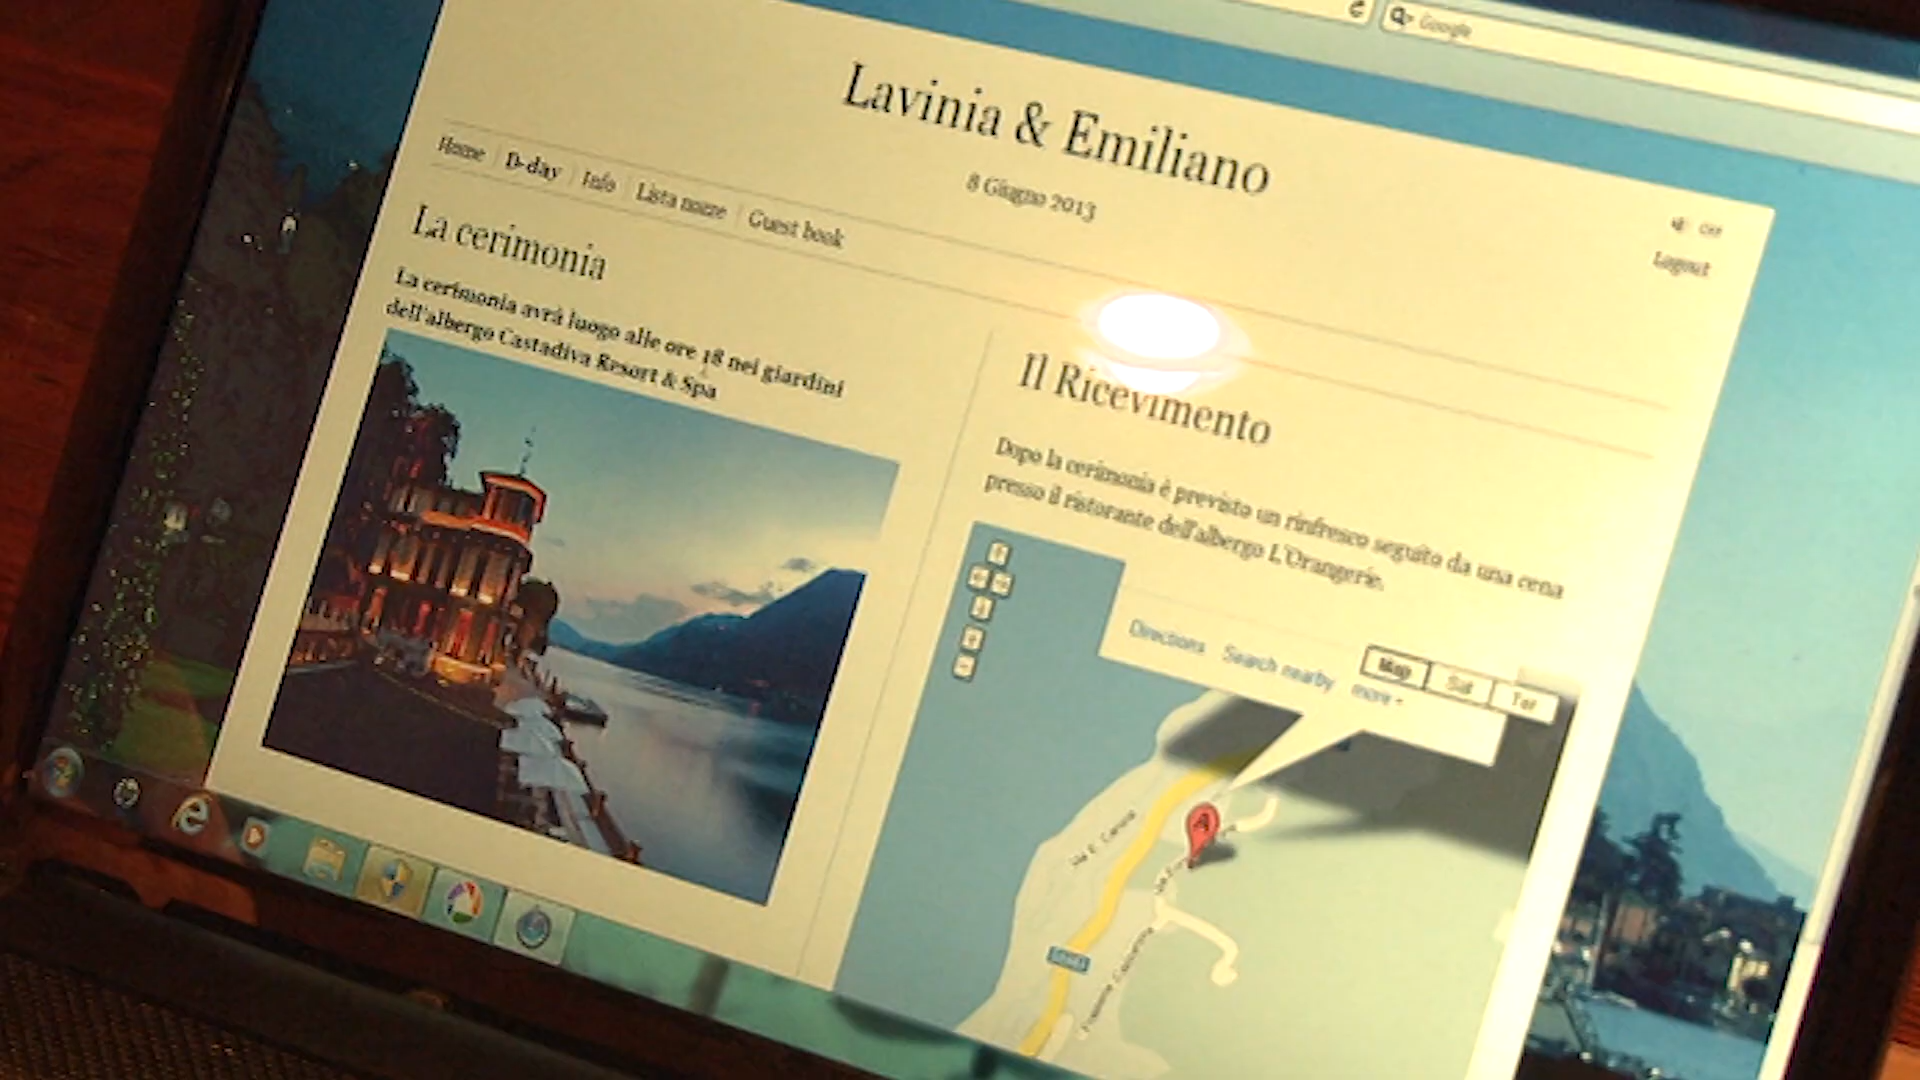 Google
Lavinia & Emiliano
8 Giugno 2013
Off
Logout
Home
D-day
Info
Lista nozze
Guest book
La cerimonia
La cerimonia avrà luogo alle ore 18 nei giardini
dell'albergo Castadiva Resort & Spa
Il Ricevimento
Dopo la cerimonia è previsto un rinfresco seguito da una cena
presso il ristorante dell'albergo L'Orangerie.
Directions Search nearby more
Map Sat Ter
A